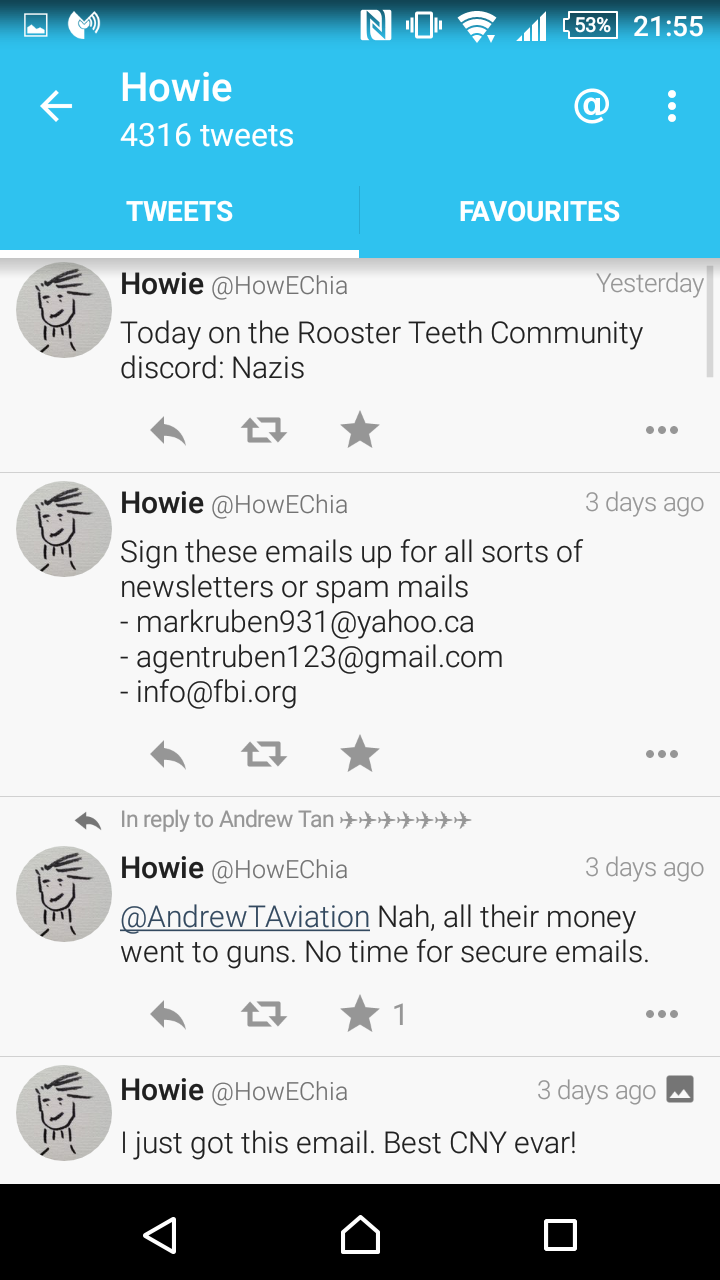 53% 21:55
Howie
@
4316 tweets
TWEETS FAVOURITES
Howie @HowEChia Yesterday
Today on the Rooster Teeth Community
discord: Nazis
Howie @HowEChia 3 days ago
Sign these emails up for all sorts of
newsletters or spam mails
- markruben931@yahoo.ca
- agentruben123@gmail.com
- info@fbi.org
In reply to Andrew Tan ✈✈✈✈✈✈✈
Howie @HowEChia 3 days ago
@AndrewTAviation Nah, all their money
went to guns. No time for secure emails.
1
Howie @HowEChia 3 days ago
I just got this email. Best CNY evar!